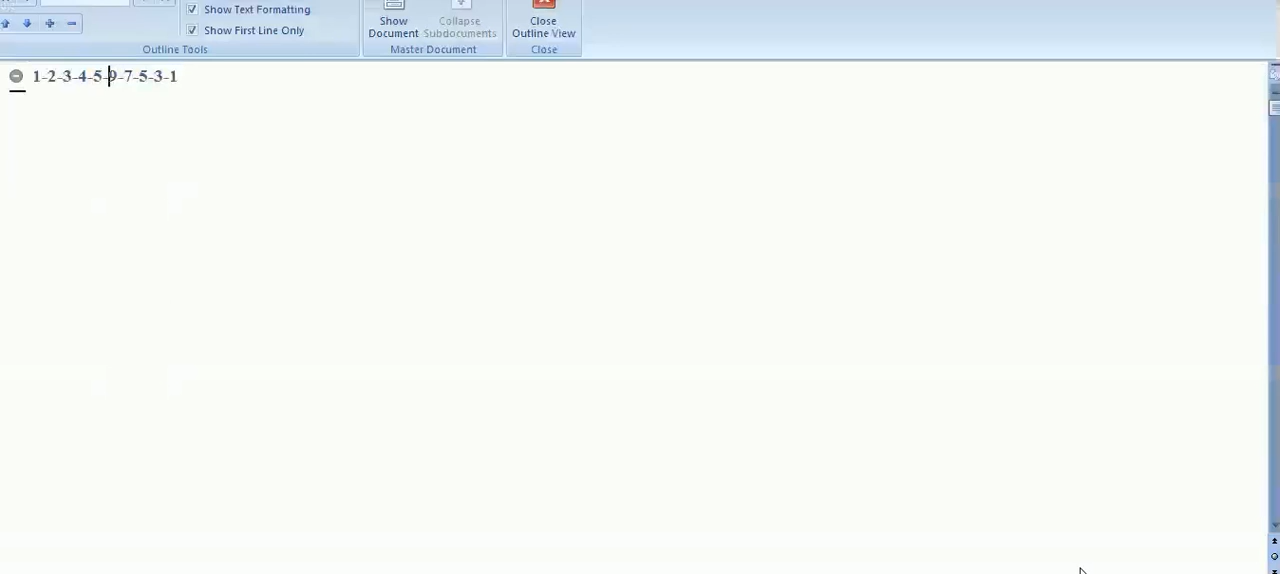 Show Text Formatting
Show First Line Only
Outline Tools
Show
Document
Collapse
Subdocuments
Master Document
Close
Outline View
Close
1-2-3-4-5-9-7-5-3-1